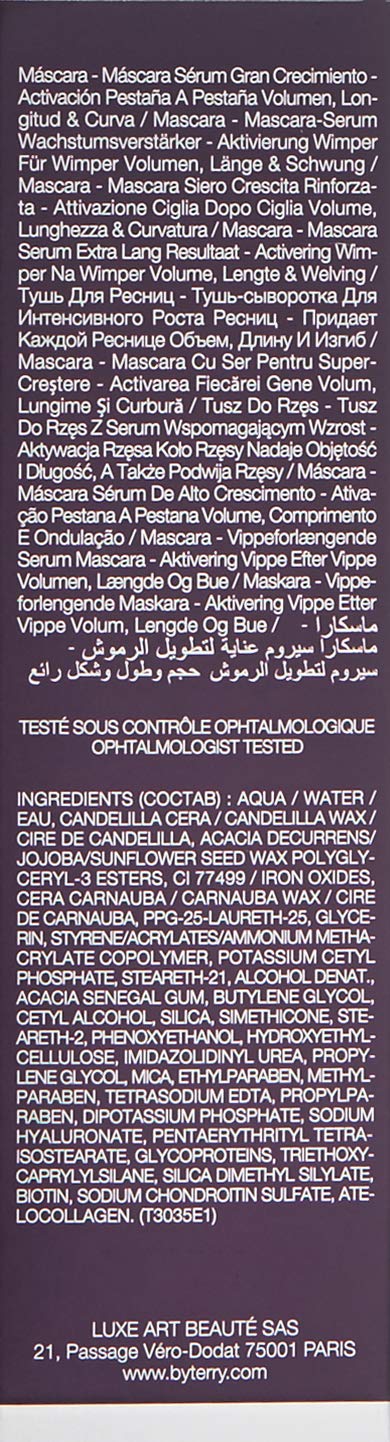 Máscara - Máscara Sérum Gran Crecimiento -
Activación Pestaña A Pestaña Volumen, Lon-
gitud & Curva / Mascara - Mascara-Serum
Wachstumsverstärker - Aktivierung Wimper
Für Wimper Volumen, Länge & Schwung /
Mascara - Mascara Siero Crescita Rinforza-
ta - Attivazione Ciglia Dopo Ciglia Volume,
Lunghezza & Curvatura / Mascara - Mascara
Serum Extra Lang Resultaat - Activering Wim-
per Na Wimper Volume, Lengte & Welving /
Тушь Для Ресниц - Тушь-сыворотка Для
Интенсивного Роста Ресниц - Придает
Каждой Реснице Объем, Длину И Изгиб /
Mascara - Mascara Cu Ser Pentru Super-
Creştere - Activarea Fiecărei Gene Volum,
Lungime Şi Curbură / Tusz Do Rzęs - Tusz
Do Rzęs Z Serum Wspomagającym Wzrost -
Aktywacja Rzęsa Koło Rzęsy Nadaje Objętość
I Długość, A Także Podwija Rzęsy / Máscara -
Máscara Sérum De Alto Crescimento - Ativa-
ção Pestana A Pestana Volume, Comprimento
E Ondulação / Mascara - Vippeforlængende
Serum Mascara - Aktivering Vippe Efter Vippe
Volumen, Længde Og Bue / Maskara - Vippe-
forlengende Maskara - Aktivering Vippe Etter
Vippe Volum, Lengde Og Bue / ماسكارا -
ماسكارا سيروم عناية لتطويل الرموش -
سيروم لتطويل الرموش حجم وطول وشكل رائع
TESTÉ SOUS CONTRÔLE OPHTALMOLOGIQUE
OPHTALMOLOGIST TESTED
INGREDIENTS (COCTAB) : AQUA / WATER /
EAU, CANDELILLA CERA / CANDELILLA WAX /
CIRE DE CANDELILLA, ACACIA DECURRENS/
JOJOBA/SUNFLOWER SEED WAX POLYGLY-
CERYL-3 ESTERS, CI 77499 / IRON OXIDES,
CERA CARNAUBA / CARNAUBA WAX / CIRE
DE CARNAUBA, PPG-25-LAURETH-25, GLYCE-
RIN, STYRENE/ACRYLATES/AMMONIUM METHA-
CRYLATE COPOLYMER, POTASSIUM CETYL
PHOSPHATE, STEARETH-21, ALCOHOL DENAT.,
ACACIA SENEGAL GUM, BUTYLENE GLYCOL,
CETYL ALCOHOL, SILICA, SIMETHICONE, STE-
ARETH-2, PHENOXYETHANOL, HYDROXYETHYL-
CELLULOSE, IMIDAZOLIDINYL UREA, PROPY-
LENE GLYCOL, MICA, ETHYLPARABEN, METHYL-
PARABEN, TETRASODIUM EDTA, PROPYLPA-
RABEN, DIPOTASSIUM PHOSPHATE, SODIUM
HYALURONATE, PENTAERYTHRITYL TETRA-
ISOSTEARATE, GLYCOPROTEINS, TRIETHOXY-
CAPRYLYLSILANE, SILICA DIMETHYL SILYLATE,
BIOTIN, SODIUM CHONDROITIN SULFATE, ATE-
LOCOLLAGEN. (T3035E1)
LUXE ART BEAUTÉ SAS
21, Passage Véro-Dodat 75001 PARIS
www.byterry.com